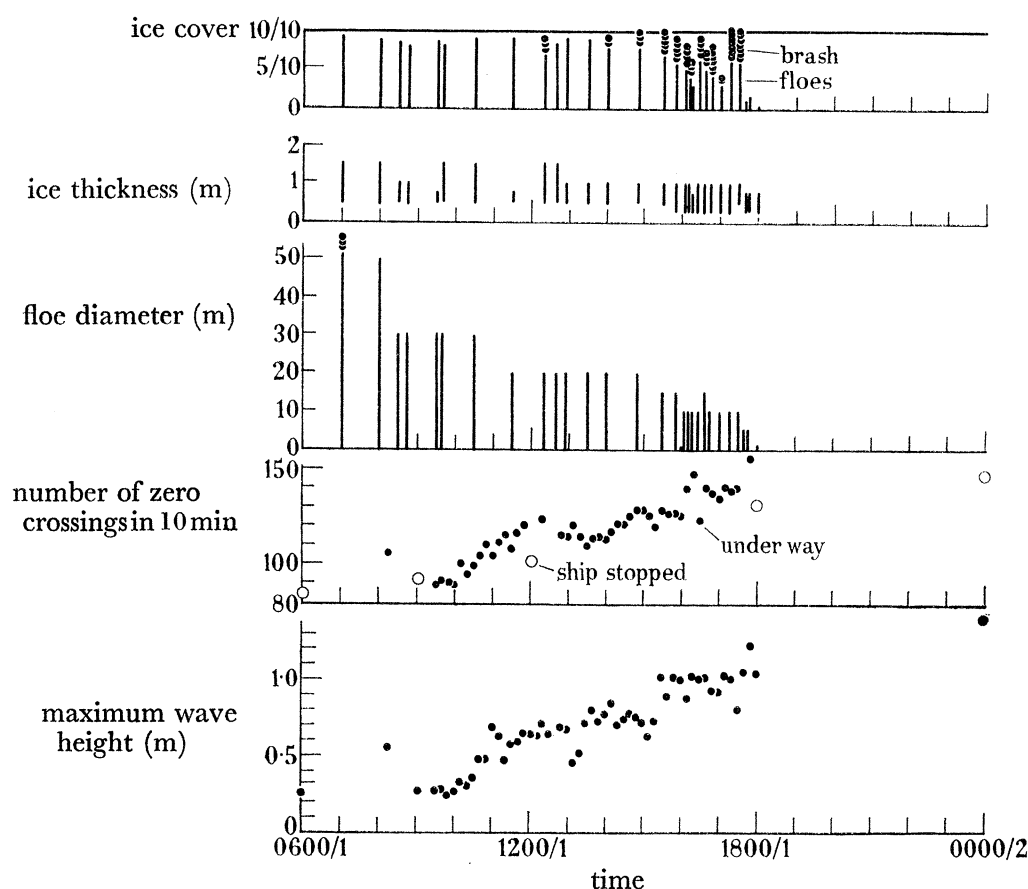 ice cover 10/10
5/10
0
brash
floes
ice thickness (m)
2
1
0
floe diameter (m)
50
40
30
20
10
0
number of zero
crossings in 10 min
150
100
80
under way
ship stopped
maximum wave
height (m)
1·0
0·5
0
0600/1
1200/1
1800/1
0000/2
time